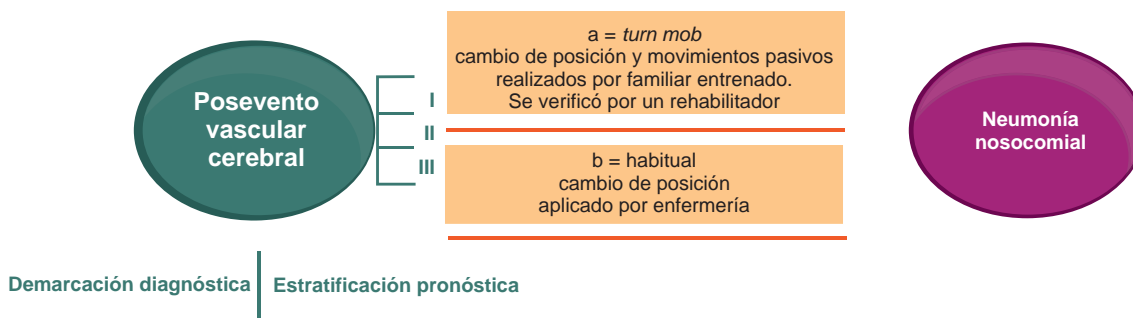 Posevento
vascular
cerebral
I
II
III
a = turn mob
cambio de posición y movimientos pasivos
realizados por familiar entrenado.
Se verificó por un rehabilitador
b = habitual
cambio de posición
aplicado por enfermería
Neumonía
nosocomial
Demarcación diagnóstica
Estratificación pronóstica